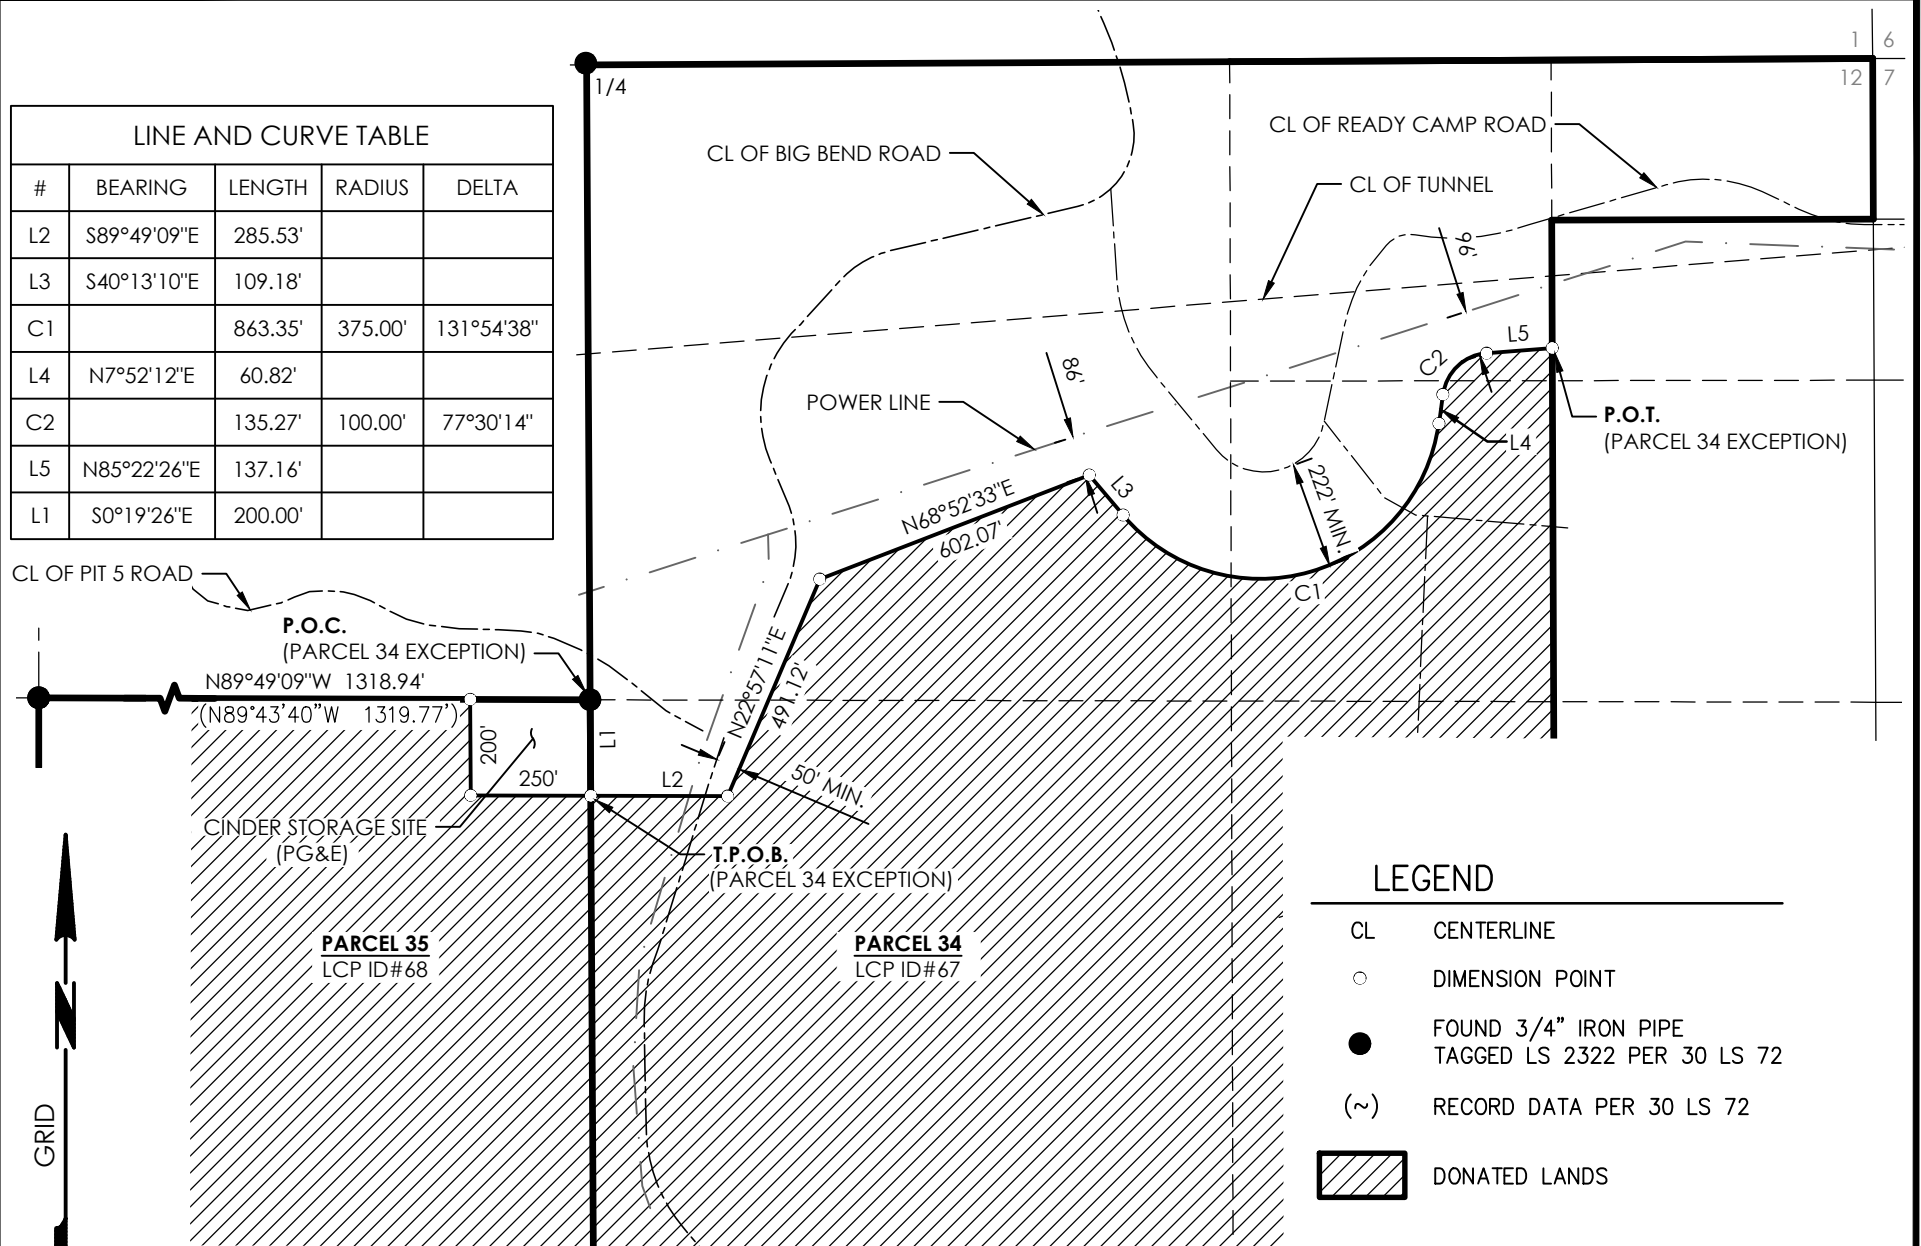 1 6
12 7
1/4
LINE AND CURVE TABLE
# BEARING LENGTH RADIUS DELTA
L2 S89°49'09"E 285.53'
L3 S40°13'10"E 109.18'
C1 863.35' 375.00' 131°54'38"
L4 N7°52'12"E 60.82'
C2 135.27' 100.00' 77°30'14"
L5 N85°22'26"E 137.16'
L1 S0°19'26"E 200.00'
CL OF BIG BEND ROAD
CL OF READY CAMP ROAD
CL OF TUNNEL
96'
86'
POWER LINE
L5
C2
L4
P.O.T.
(PARCEL 34 EXCEPTION)
L3
N68°52'33"E
602.07'
222' MIN.
C1
CL OF PIT 5 ROAD
P.O.C.
(PARCEL 34 EXCEPTION)
N89°49'09"W 1318.94'
(N89°43'40"W 1319.77')
N22°57'11"E
491.12'
200'
250'
L1
L2
50' MIN.
CINDER STORAGE SITE
(PG&E)
T.P.O.B.
(PARCEL 34 EXCEPTION)
PARCEL 35
LCP ID#68
PARCEL 34
LCP ID#67
N
GRID
LEGEND
CL CENTERLINE
DIMENSION POINT
FOUND 3/4" IRON PIPE
TAGGED LS 2322 PER 30 LS 72
(~) RECORD DATA PER 30 LS 72
DONATED LANDS